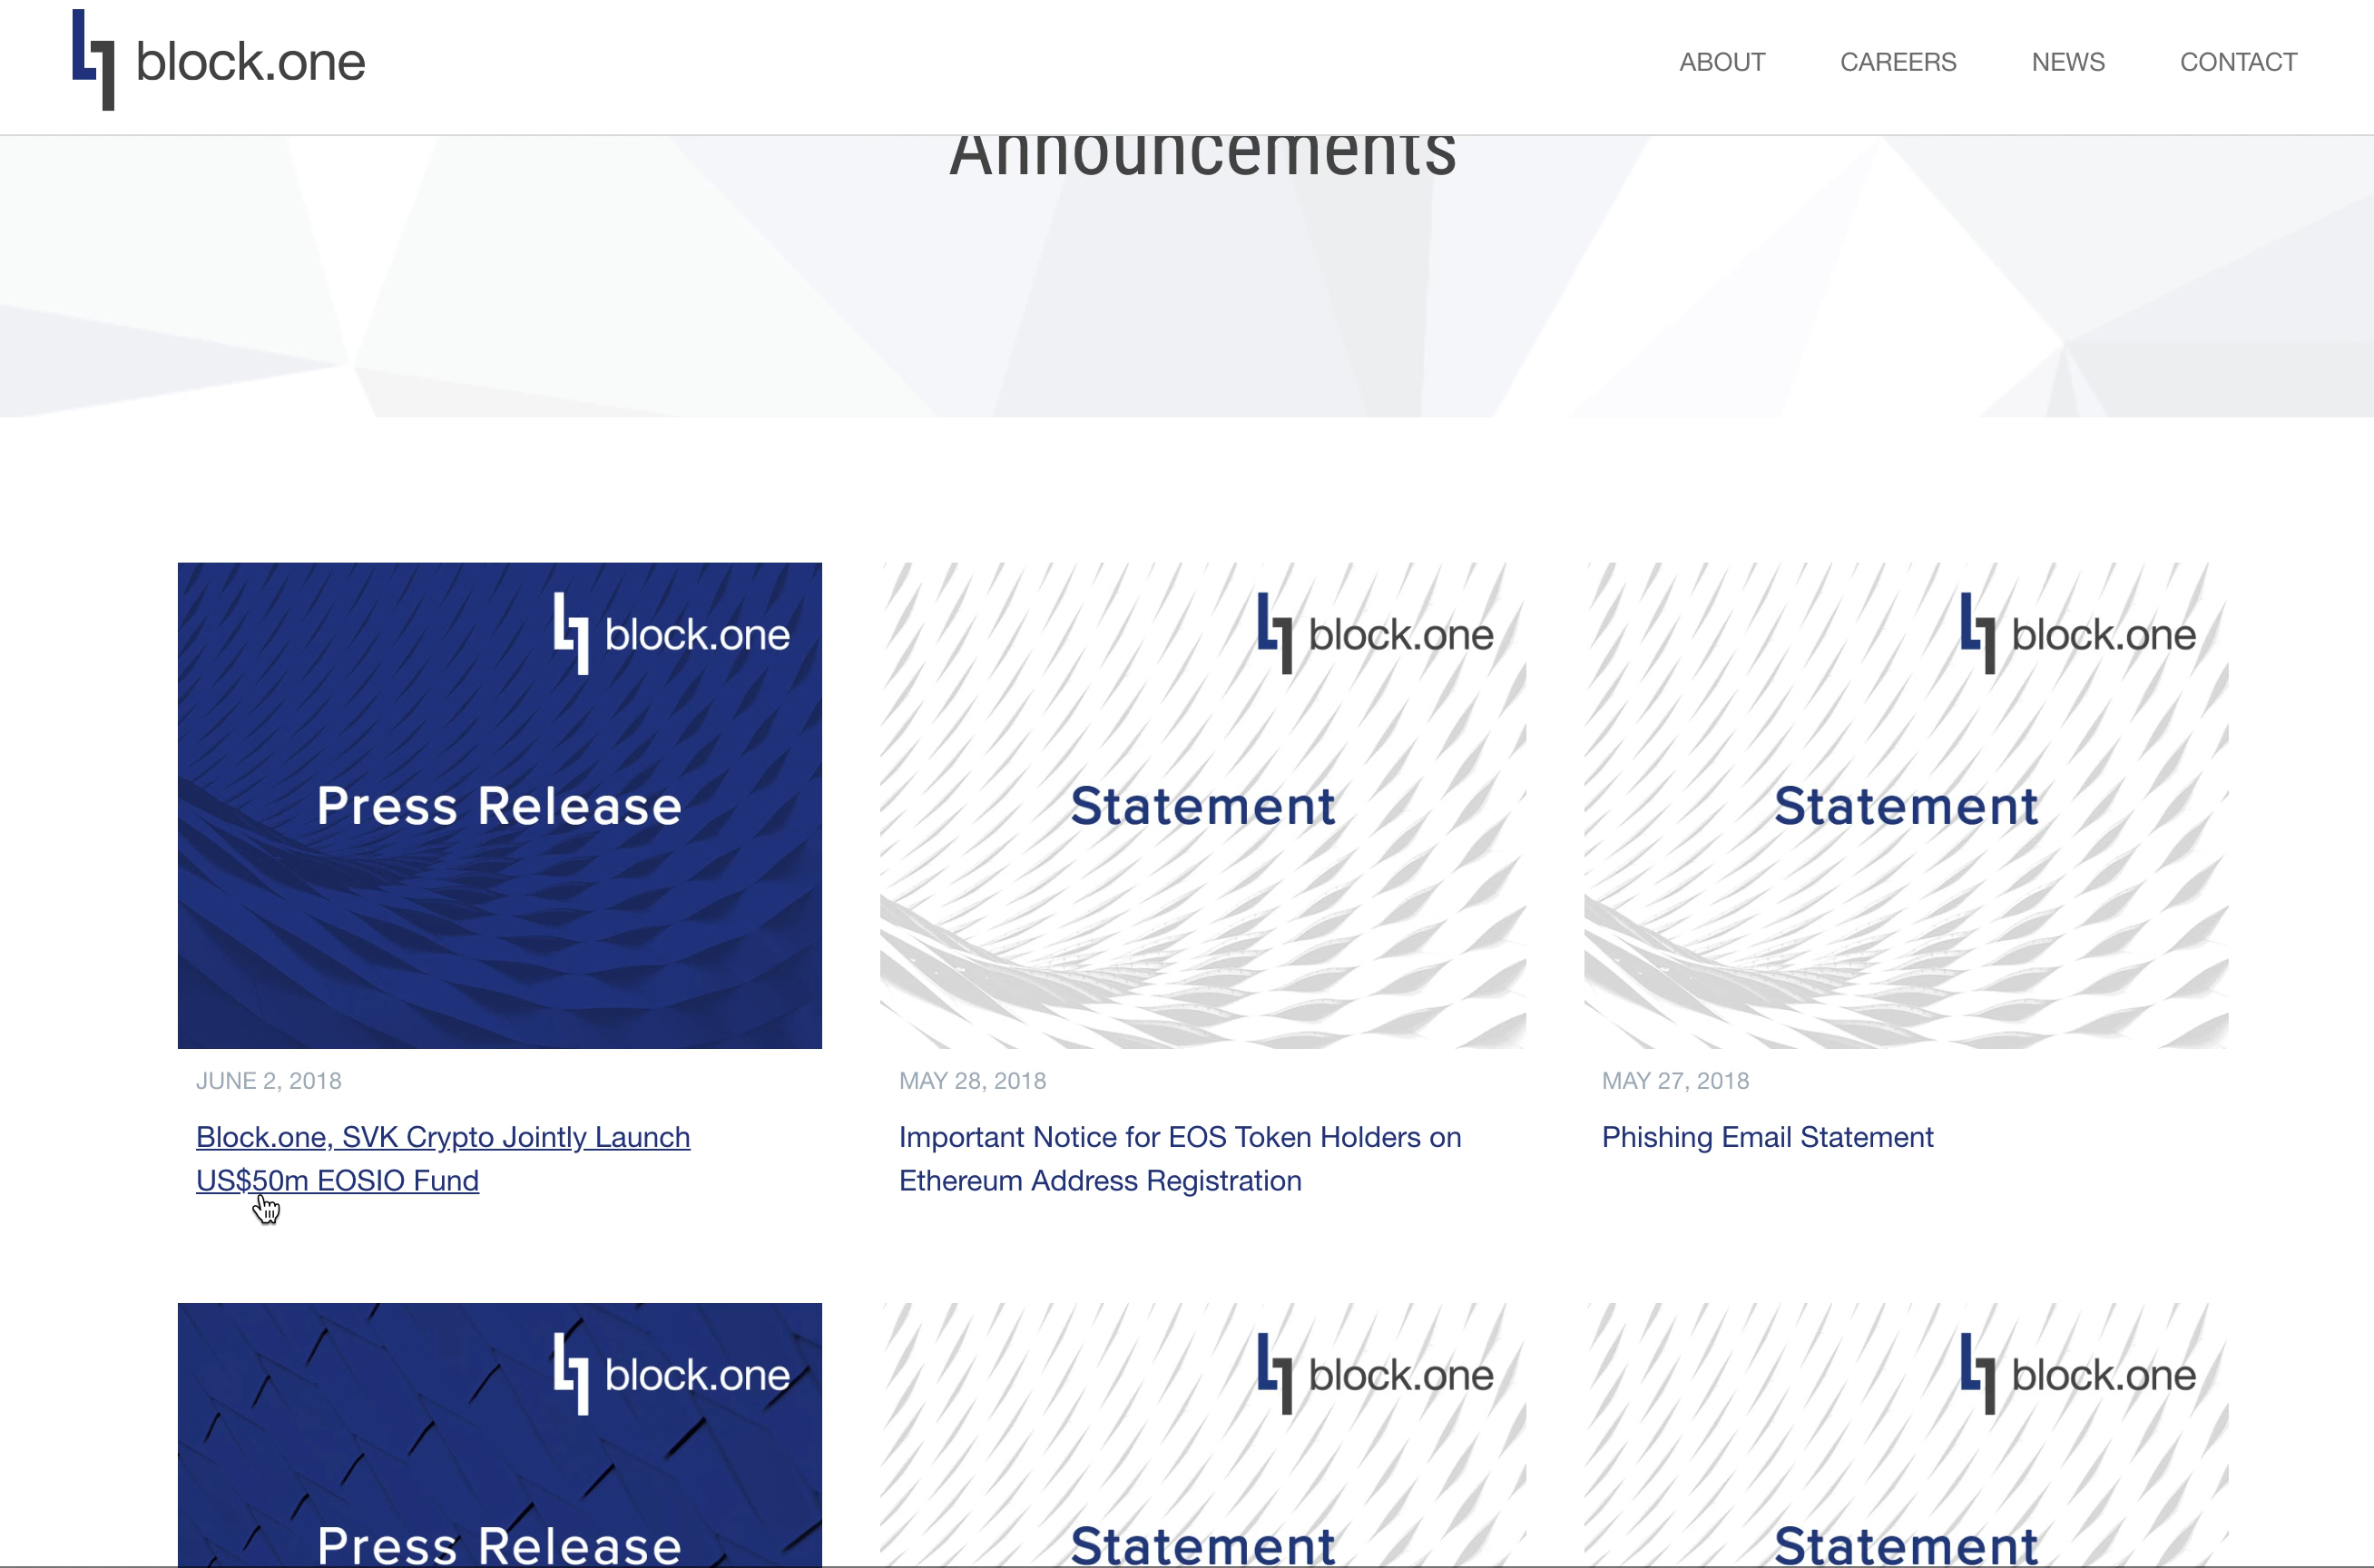 block.one
ABOUT CAREERS NEWS CONTACT
Announcements
block.one
Press Release
JUNE 2, 2018
Block.one, SVK Crypto Jointly Launch
US$50m EOSIO Fund
block.one
Statement
MAY 28, 2018
Important Notice for EOS Token Holders on
Ethereum Address Registration
block.one
Statement
MAY 27, 2018
Phishing Email Statement
block.one
Press Release
block.one
Statement
block.one
Statement